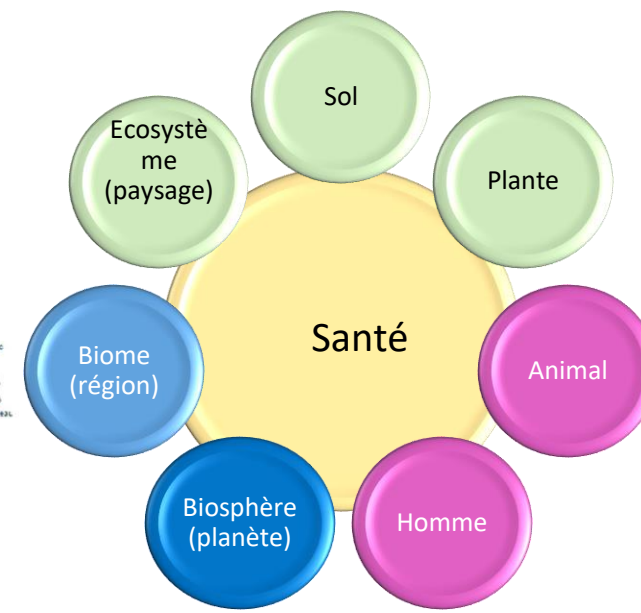 Sol
Ecosystè
me
(paysage)
Plante
Santé
Biome
(région)
Animal
Biosphère
(planète)
Homme